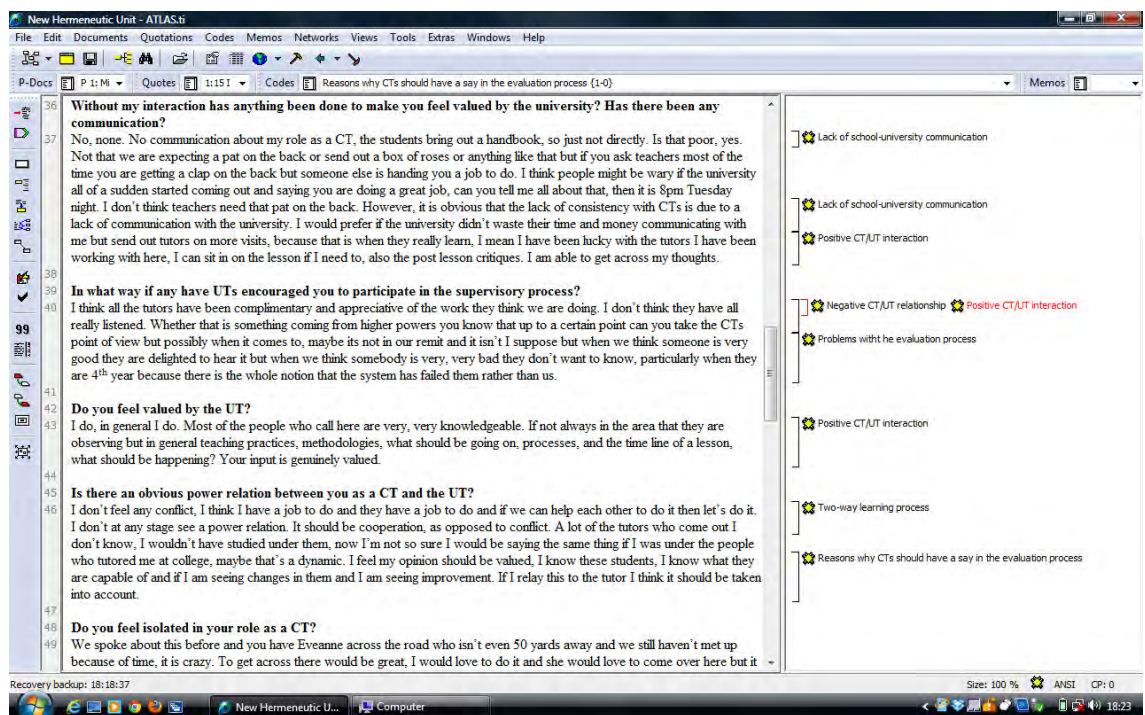 New Hermeneutic Unit - ATLAS.ti
File Edit Documents Quotations Codes Memos Networks Views Tools Extras Windows Help
P-Docs P 1: Mi Quotes 1:15 I Codes Reasons why CTs should have a say in the evaluation process {1-0} Memos
36 Without my interaction has anything been done to make you feel valued by the university? Has there been any
communication?
37 No, none. No communication about my role as a CT, the students bring out a handbook, so just not directly. Is that poor, yes.
Not that we are expecting a pat on the back or send out a box of roses or anything like that but if you ask teachers most of the
time you are getting a clap on the back but someone else is handing you a job to do. I think people might be wary if the university
all of a sudden started coming out and saying you are doing a great job, can you tell me all about that, then it is 8pm Tuesday
night. I don't think teachers need that pat on the back. However, it is obvious that the lack of consistency with CTs is due to a
lack of communication with the university. I would prefer if the university didn't waste their time and money communicating with
me but send out tutors on more visits, because that is when they really learn, I mean I have been lucky with the tutors I have been
working with here, I can sit in on the lesson if I need to, also the post lesson critiques. I am able to get across my thoughts.
38
39 In what way if any have UTs encouraged you to participate in the supervisory process?
40 I think all the tutors have been complimentary and appreciative of the work they think we are doing. I don't think they have all
really listened. Whether that is something coming from higher powers you know that up to a certain point can you take the CTs
point of view but possibly when it comes to, maybe its not in our remit and it isn't I suppose but when we think someone is very
good they are delighted to hear it but when we think somebody is very, very bad they don't want to know, particularly when they
are 4th year because there is the whole notion that the system has failed them rather than us.
41
42 Do you feel valued by the UT?
43 I do, in general I do. Most of the people who call here are very, very knowledgeable. If not always in the area that they are
observing but in general teaching practices, methodologies, what should be going on, processes, and the time line of a lesson,
what should be happening? Your input is genuinely valued.
44
45 Is there an obvious power relation between you as a CT and the UT?
46 I don't feel any conflict, I think I have a job to do and they have a job to do and if we can help each other to do it then let's do it.
I don't at any stage see a power relation. It should be cooperation, as opposed to conflict. A lot of the tutors who come out I
don't know, I wouldn't have studied under them, now I'm not so sure I would be saying the same thing if I was under the people
who tutored me at college, maybe that's a dynamic. I feel my opinion should be valued, I know these students, I know what they
are capable of and if I am seeing changes in them and I am seeing improvement. If I relay this to the tutor I think it should be taken
into account.
47
48 Do you feel isolated in your role as a CT?
49 We spoke about this before and you have Eveanne across the road who isn't even 50 yards away and we still haven't met up
because of time, it is crazy. To get across there would be great, I would love to do it and she would love to come over here but it
Lack of school-university communication
Lack of school-university communication
Positive CT/UT interaction
Negative CT/UT relationship Positive CT/UT interaction
Problems witht he evaluation process
Positive CT/UT interaction
Two-way learning process
Reasons why CTs should have a say in the evaluation process
99
Recovery backup: 18:18:37 Size: 100 % ANSI CP: 0
New Hermeneutic U... Computer 18:23